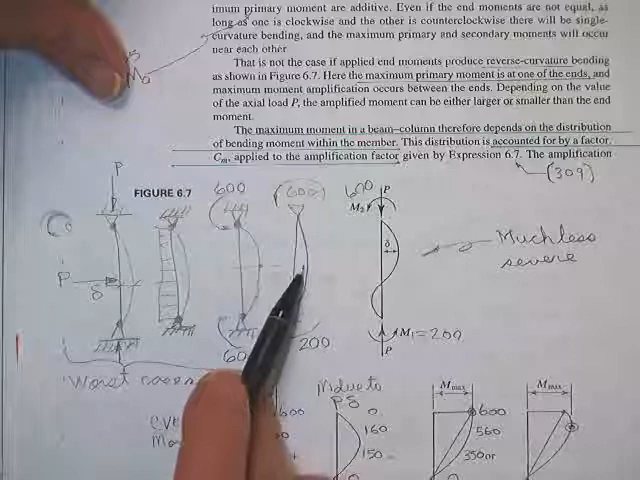 imum primary moment are additive. Even if the end moments are not equal, as
long as one is clockwise and the other is counterclockwise there will be single-
curvature bending, and the maximum primary and secondary moments will occur
near each other
That is not the case if applied end moments produce reverse-curvature bending
as shown in Figure 6.7. Here the maximum primary moment is at one of the ends, and
maximum moment amplification occurs between the ends. Depending on the value
of the axial load P, the amplified moment can be either larger or smaller than the end
moment.
The maximum moment in a beam–column therefore depends on the distribution
of bending moment within the member. This distribution is accounted for by a factor,
Cm, applied to the amplification factor given by Expression 6.7. The amplification
(309)
P
FIGURE 6.7
600
(600)
600
P
M₂
δ
Much less
severe
P
δ
60
200
M₁ = 200
P
Worst cases
M due to
Pδ
600
0
160
150
0
Mmax
600
560
350 or
Mmax